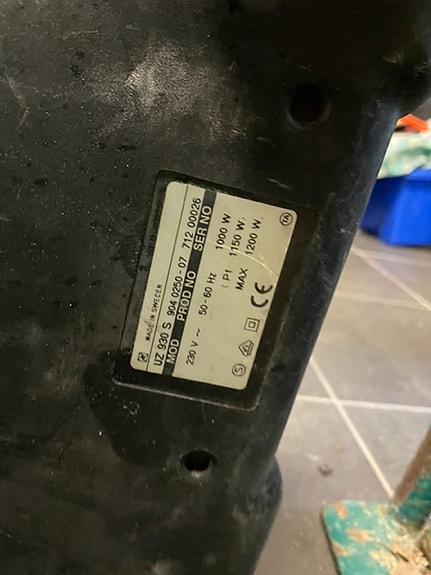 MADE IN SWEDEN
UZ 930 S 904 0250-07 712 00026
MOD PROD NO SER NO
230 V ~ 50-60 Hz 1000 W
(P1 1150 W)
MAX 1200 W
CE
S